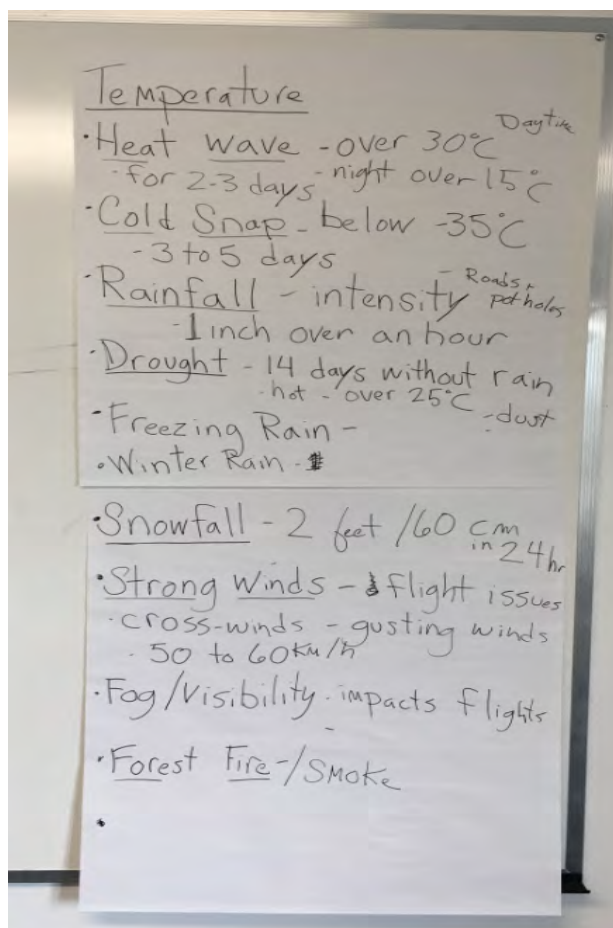 Temperature
• Heat wave - over 30°C Daytime
- for 2-3 days - night over 15°C
• Cold Snap - below -35°C
- 3 to 5 days
• Rainfall - intensity - Roads + potholes
- 1 inch over an hour
• Drought - 14 days without rain
- hot - over 25°C - dust
• Freezing Rain -
• Winter Rain -
• Snowfall - 2 feet /60 cm in 24hr
• Strong Winds - flight issues
• cross-winds - gusting winds
• 50 to 60km/h
• Fog/Visibility - impacts flights
-
• Forest Fire -/Smoke
•